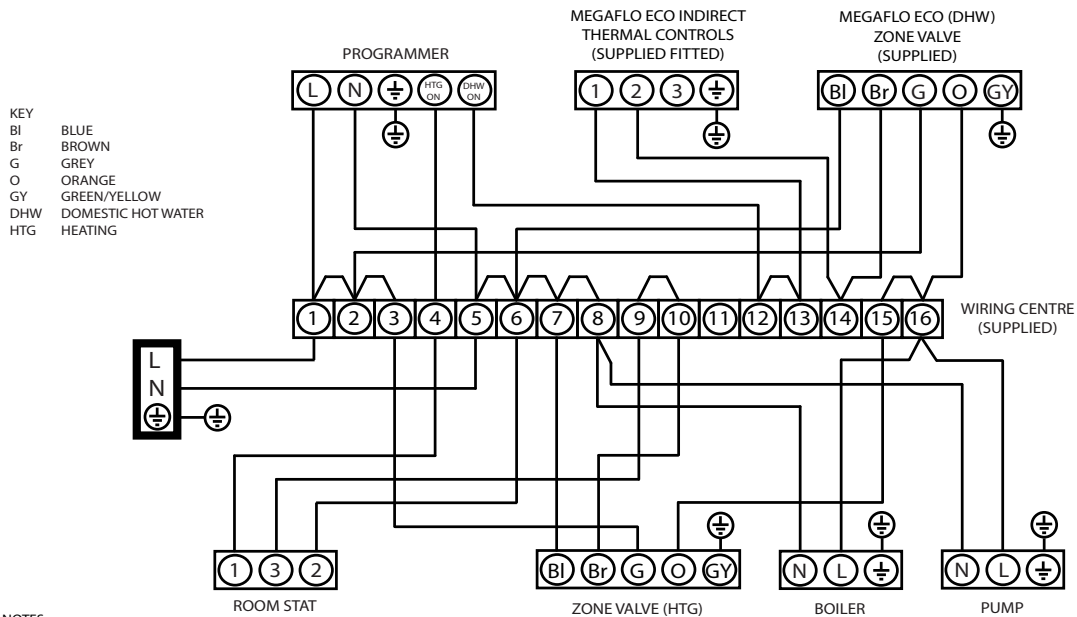 MEGAFLO ECO INDIRECT
THERMAL CONTROLS
(SUPPLIED FITTED)
MEGAFLO ECO (DHW)
ZONE VALVE
(SUPPLIED)
PROGRAMMER
L N HTG ON DHW ON
1 2 3
Bl Br G O GY
KEY
Bl BLUE
Br BROWN
G GREY
O ORANGE
GY GREEN/YELLOW
DHW DOMESTIC HOT WATER
HTG HEATING
1 2 3 4 5 6 7 8 9 10 11 12 13 14 15 16
WIRING CENTRE
(SUPPLIED)
L
N
1 3 2
Bl Br G O GY
N L
N L
ROOM STAT
ZONE VALVE (HTG)
BOILER
PUMP